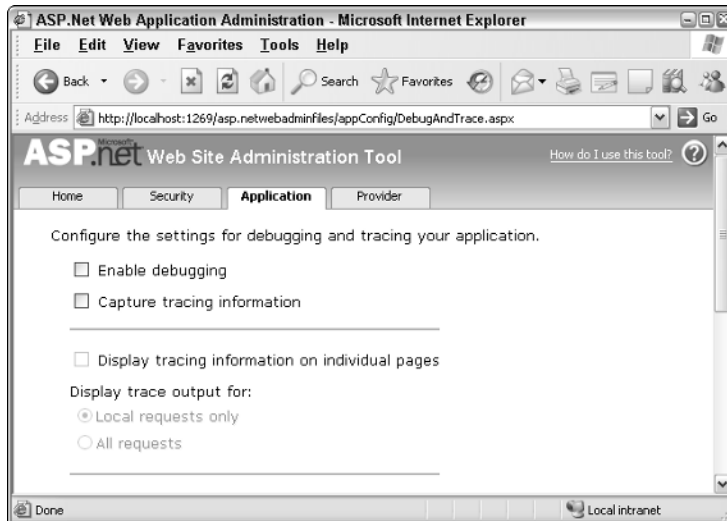 ASP.Net Web Application Administration - Microsoft Internet Explorer
File Edit View Favorites Tools Help
Back Search Favorites
Address http://localhost:1269/asp.netwebadminfiles/appConfig/DebugAndTrace.aspx Go
Microsoft
ASP.net Web Site Administration Tool How do I use this tool? ?
Home Security Application Provider
Configure the settings for debugging and tracing your application.
Enable debugging
Capture tracing information
Display tracing information on individual pages
Display trace output for:
Local requests only
All requests
Done Local intranet